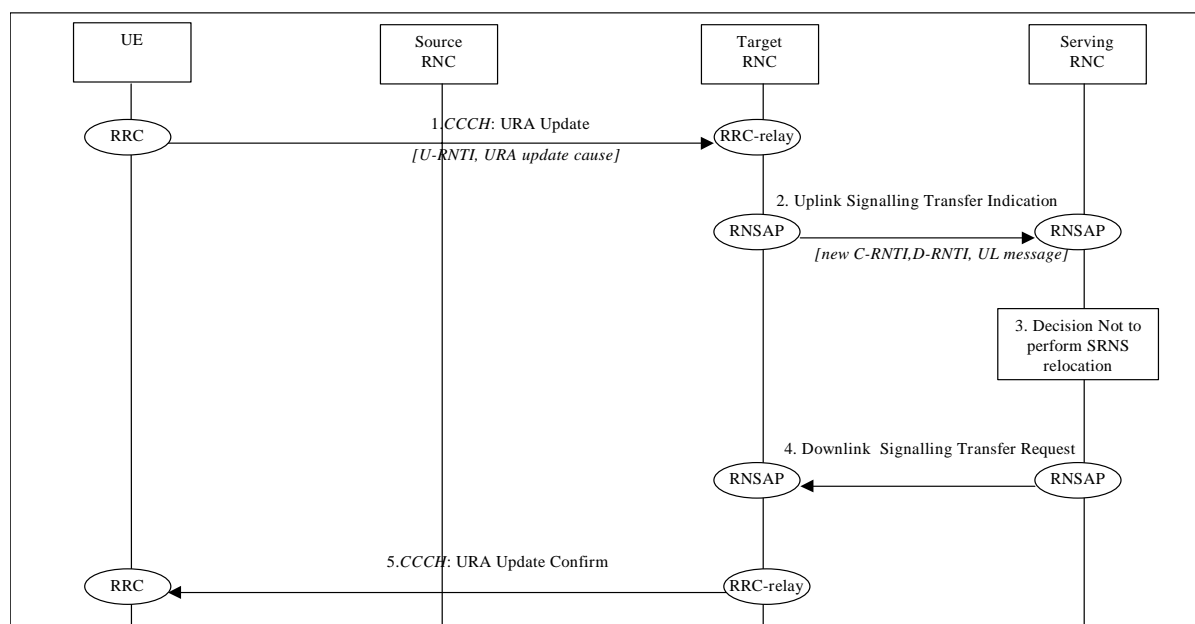 UE
Source
RNC
Target
RNC
Serving
RNC
RRC
1.CCCH: URA Update
[U-RNTI, URA update cause]
RRC-relay
2. Uplink Signalling Transfer Indication
RNSAP
RNSAP
[new C-RNTI,D-RNTI, UL message]
3. Decision Not to
perform SRNS
relocation
4. Downlink  Signalling Transfer Request
RNSAP
RNSAP
5.CCCH: URA Update Confirm
RRC
RRC-relay